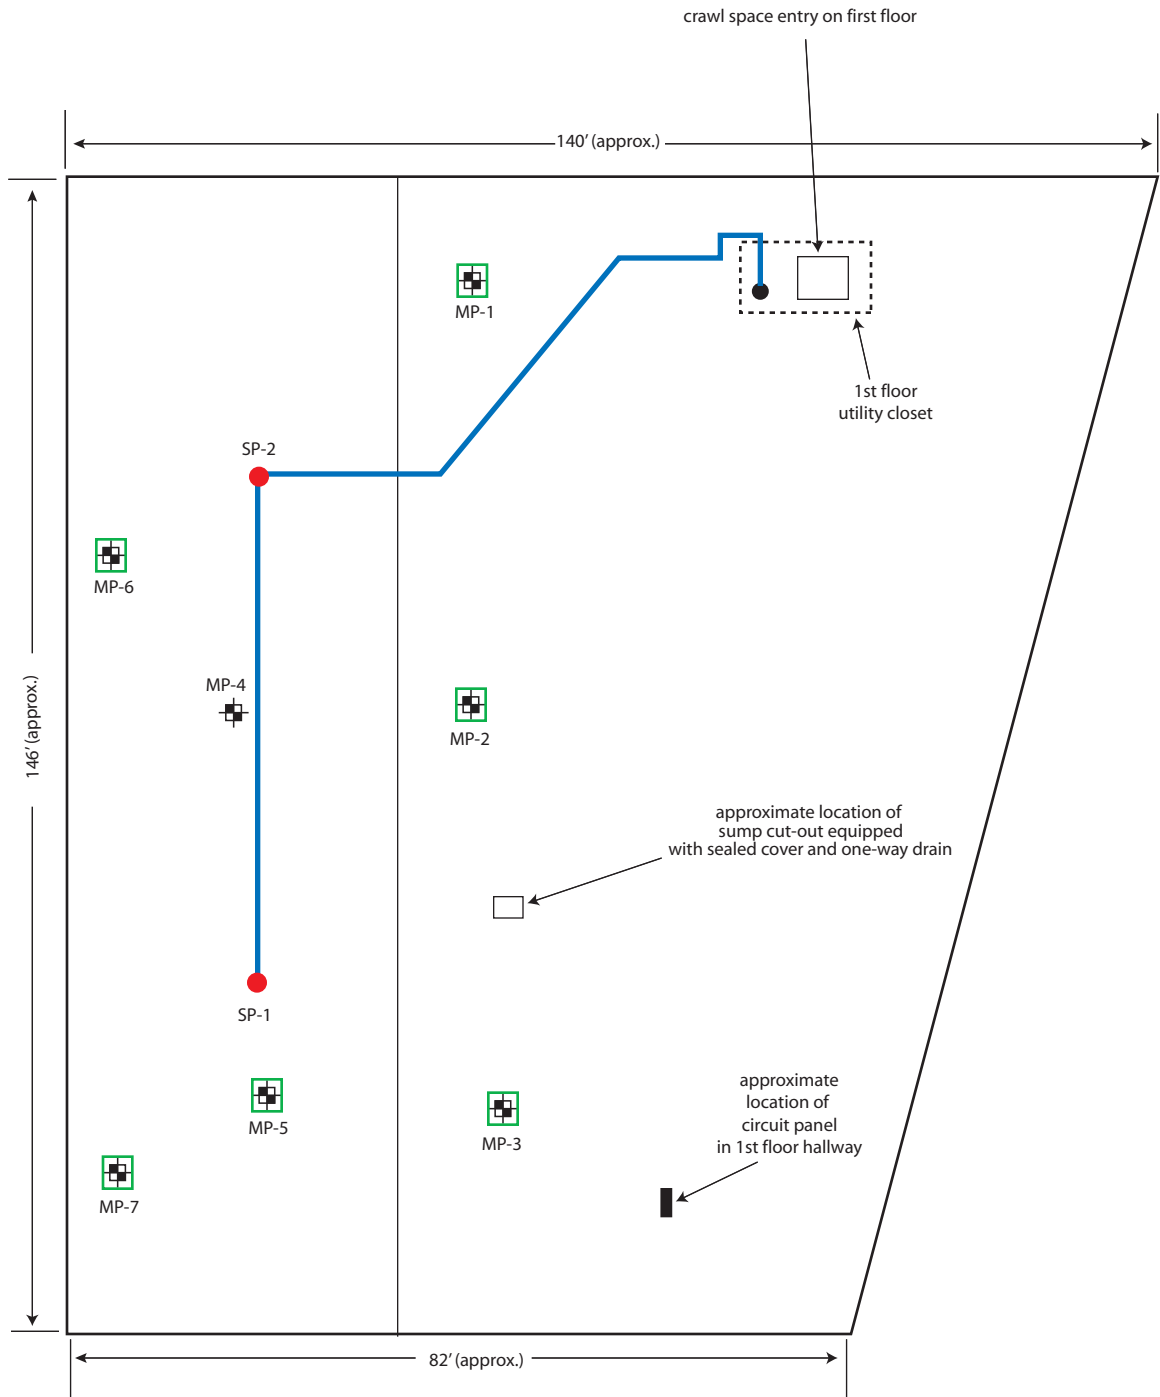 crawl space entry on first floor
140’ (approx.)
MP-1
1st floor
utility closet
SP-2
MP-6
MP-4
146’ (approx.)
MP-2
approximate location of
sump cut-out equipped
with sealed cover and one-way drain
SP-1
approximate
location of
circuit panel
in 1st floor hallway
MP-5
MP-3
MP-7
82’ (approx.)